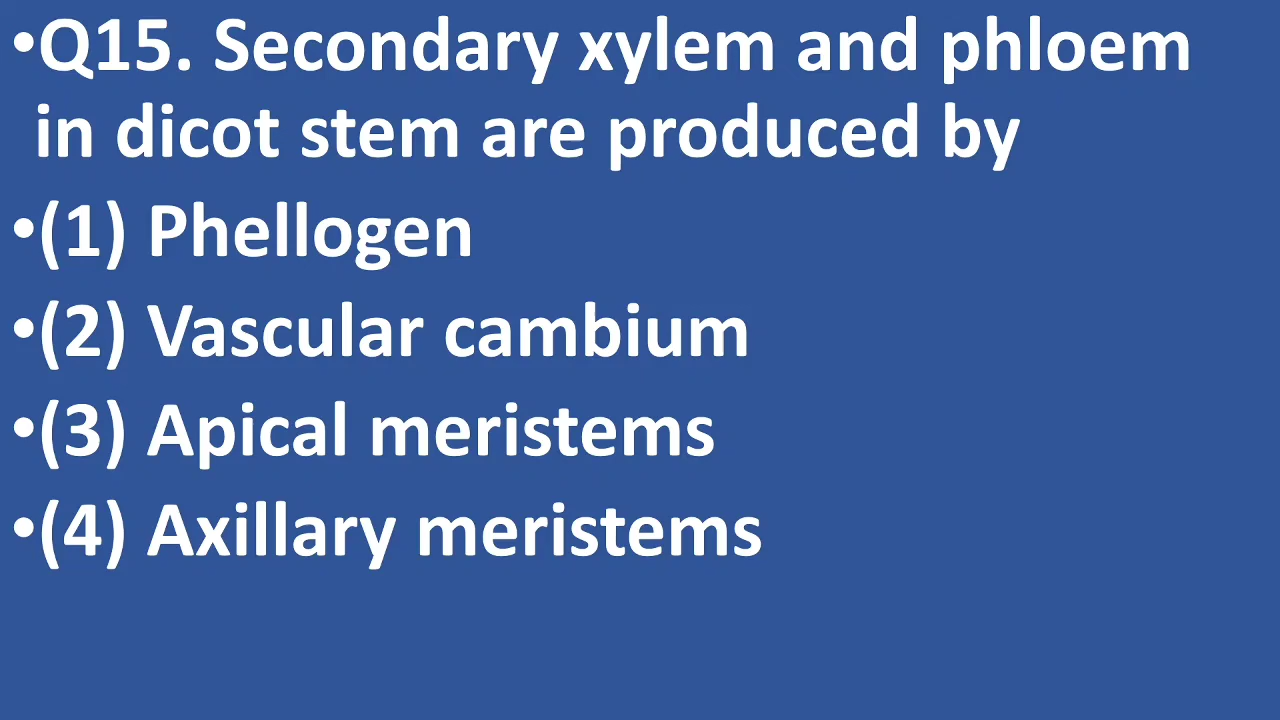 •Q15. Secondary xylem and phloem
in dicot stem are produced by
•(1) Phellogen
•(2) Vascular cambium
•(3) Apical meristems
•(4) Axillary meristems